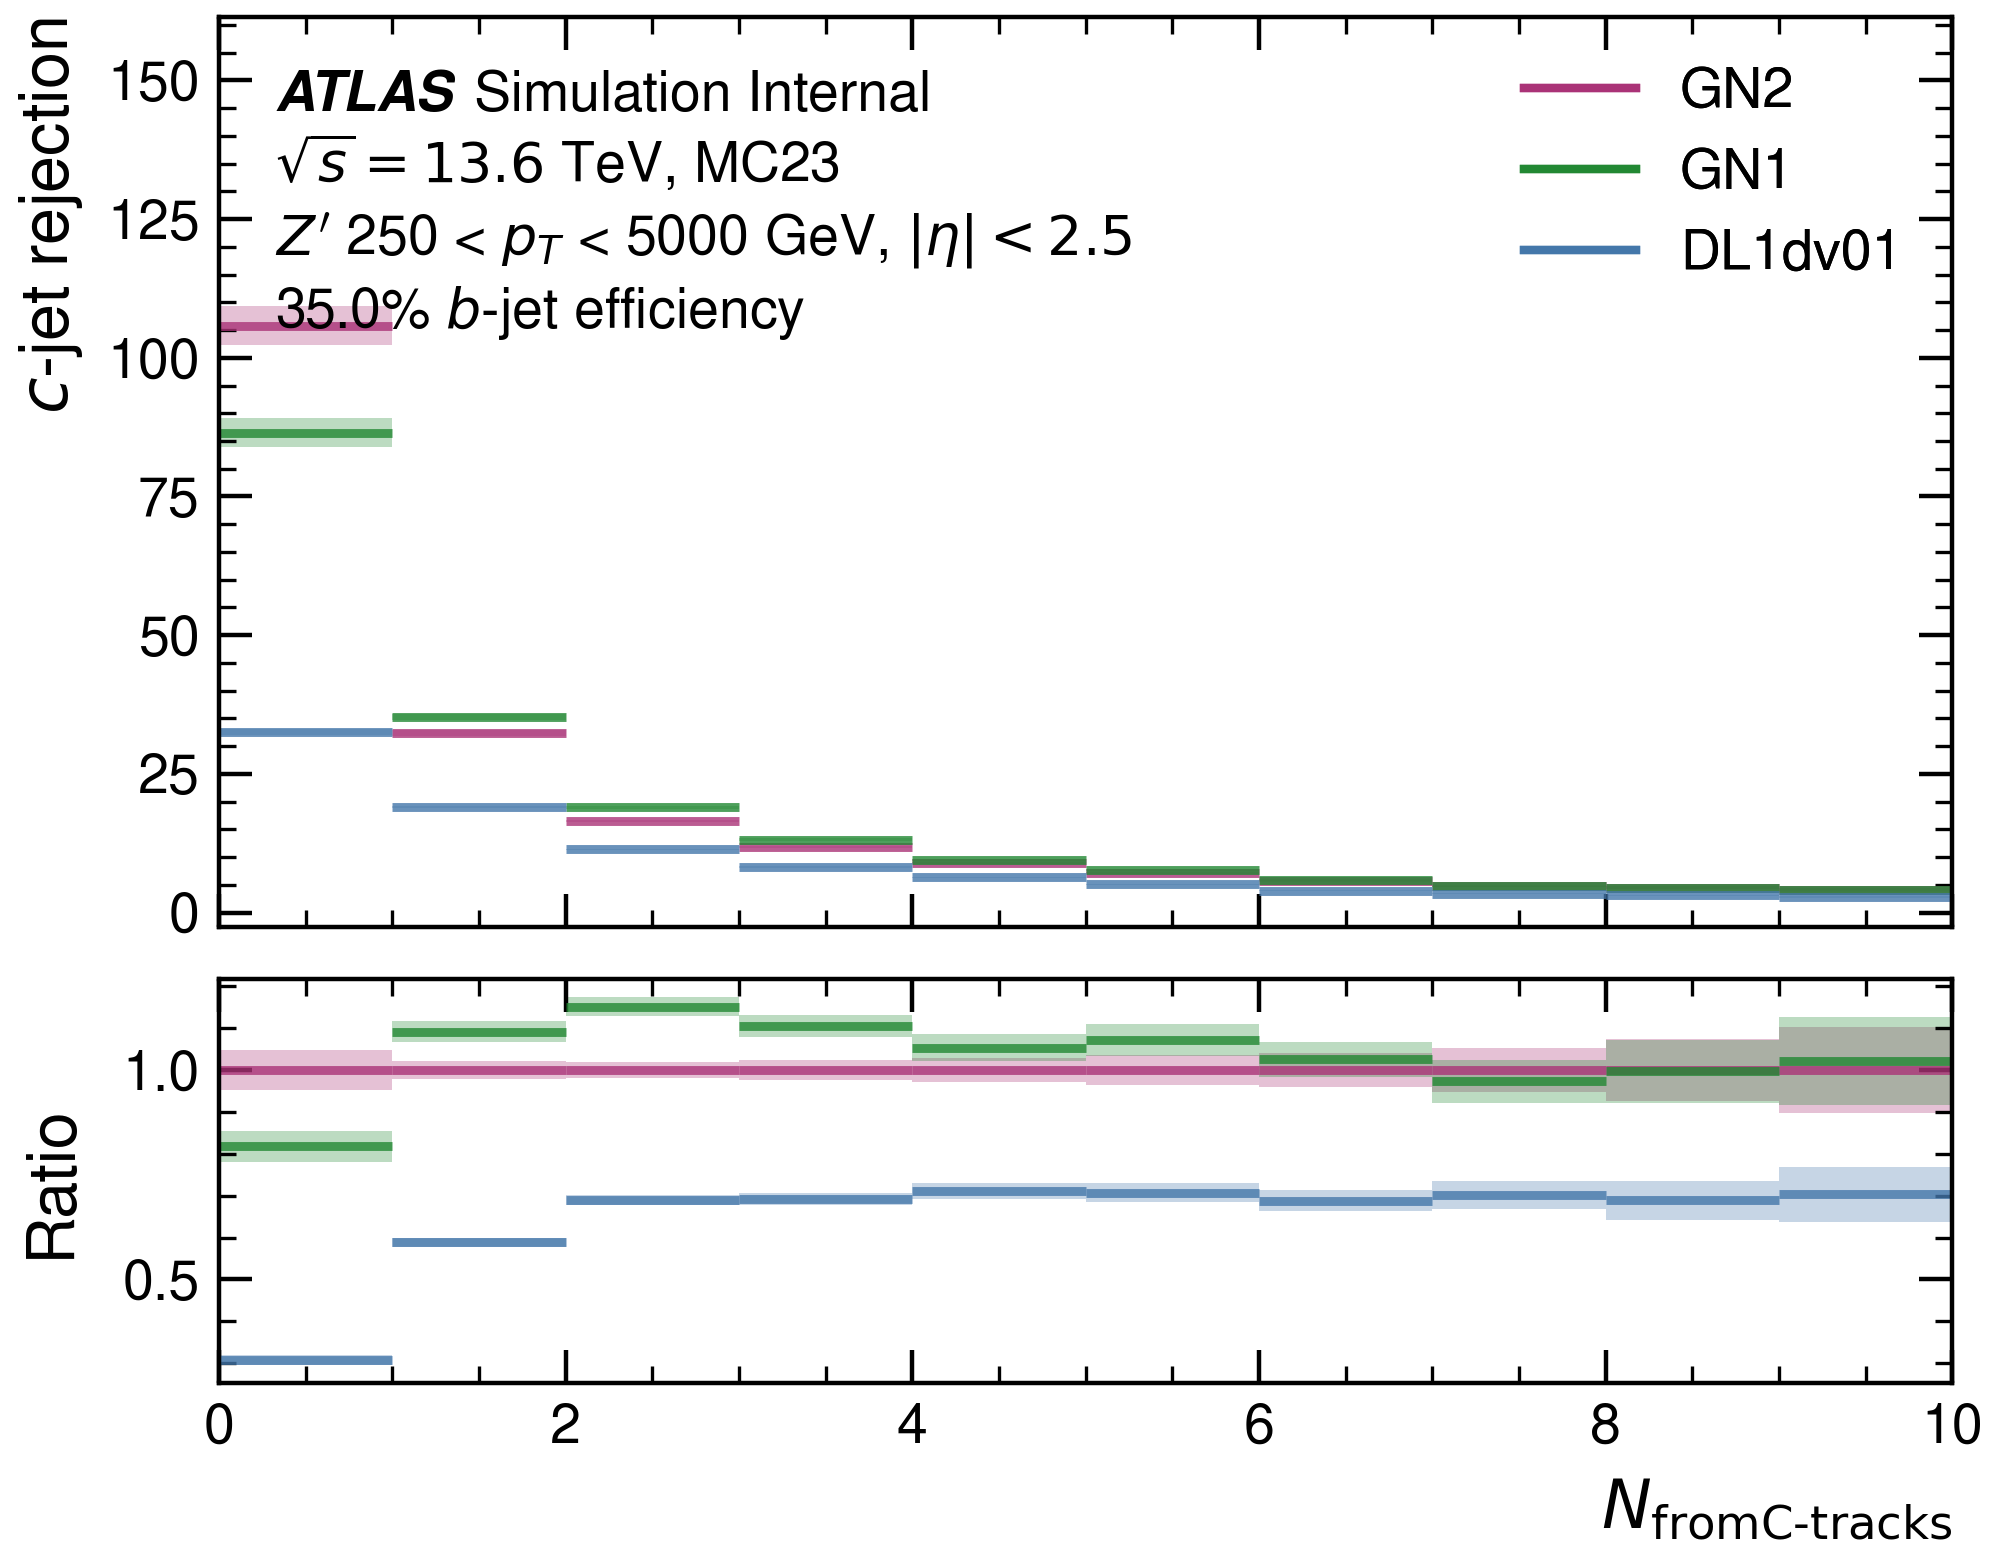 c-jet rejection
150
125
100
75
50
25
0
ATLAS Simulation Internal
√s = 13.6 TeV, MC23
Z′ 250 < pT < 5000 GeV, |η| < 2.5
35.0% b-jet efficiency
GN2
GN1
DL1dv01
Ratio
1.0
0.5
0 2 4 6 8 10
NfromC-tracks